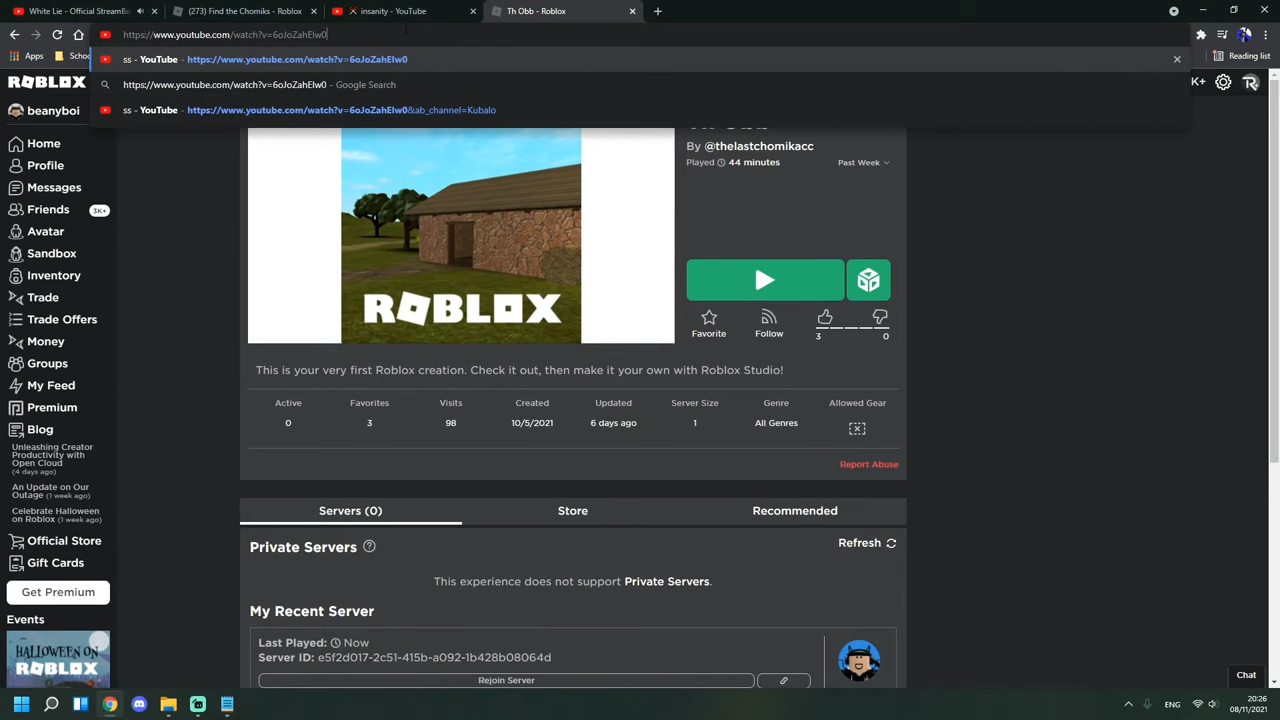 White Lie - Official StreamBe
(273) Find the Chomiks - Roblox
insanity - YouTube
Th Obb - Roblox
https://www.youtube.com/watch?v=6oJoZahElw0
ss - YouTube - https://www.youtube.com/watch?v=6oJoZahElw0
https://www.youtube.com/watch?v=6oJoZahElw0 - Google Search
ss - YouTube - https://www.youtube.com/watch?v=6oJoZahElw0&ab_channel=Kubalo
Apps
Schoo
Reading list
ROBLOX
K+
beanyboi
Home
Profile
Messages
Friends
3K+
Avatar
Sandbox
Inventory
Trade
Trade Offers
Money
Groups
My Feed
Premium
Blog
Unleashing Creator
Productivity with
Open Cloud
(4 days ago)
An Update on Our
Outage (1 week ago)
Celebrate Halloween
on Roblox (1 week ago)
Official Store
Gift Cards
Get Premium
Events
HALLOWEEN
ON
ROBLOX
ROBLOX
By @thelastchomikacc
Played 44 minutes
Past Week
Favorite
Follow
3
0
This is your very first Roblox creation. Check it out, then make it your own with Roblox Studio!
Active
Favorites
Visits
Created
Updated
Server Size
Genre
Allowed Gear
0
3
98
10/5/2021
6 days ago
1
All Genres
Report Abuse
Servers (0)
Store
Recommended
Private Servers
Refresh
This experience does not support Private Servers.
My Recent Server
Last Played: Now
Server ID: e5f2d017-2c51-415b-a092-1b428b08064d
Rejoin Server
Chat
ENG
20:26
08/11/2021